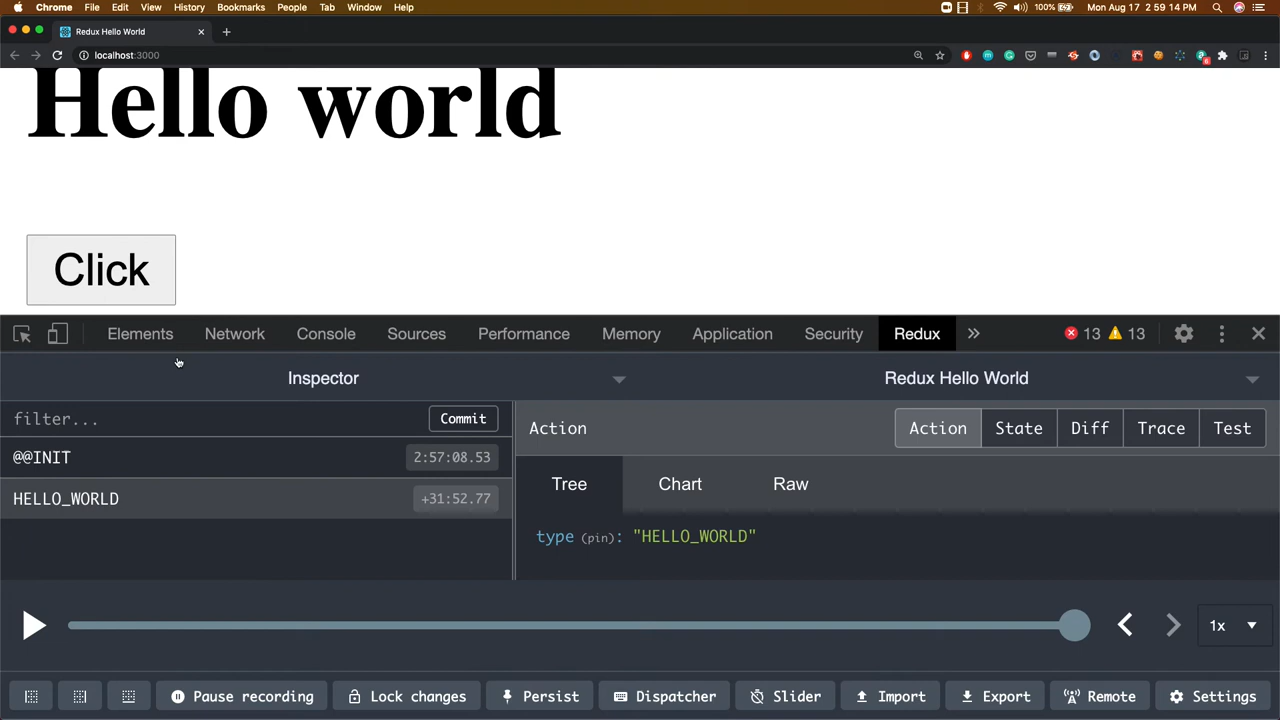 Chrome File Edit View History Bookmarks People Tab Window Help 100% Mon Aug 17 2:59:14 PM
Redux Hello World
localhost:3000
Hello world
Click
Elements Network Console Sources Performance Memory Application Security Redux » 13 13
Inspector Redux Hello World
filter... Commit Action Action State Diff Trace Test
@@INIT 2:57:08.53
Tree Chart Raw
HELLO_WORLD +31:52.77
type (pin): "HELLO_WORLD"
1x
Pause recording Lock changes Persist Dispatcher Slider Import Export Remote Settings